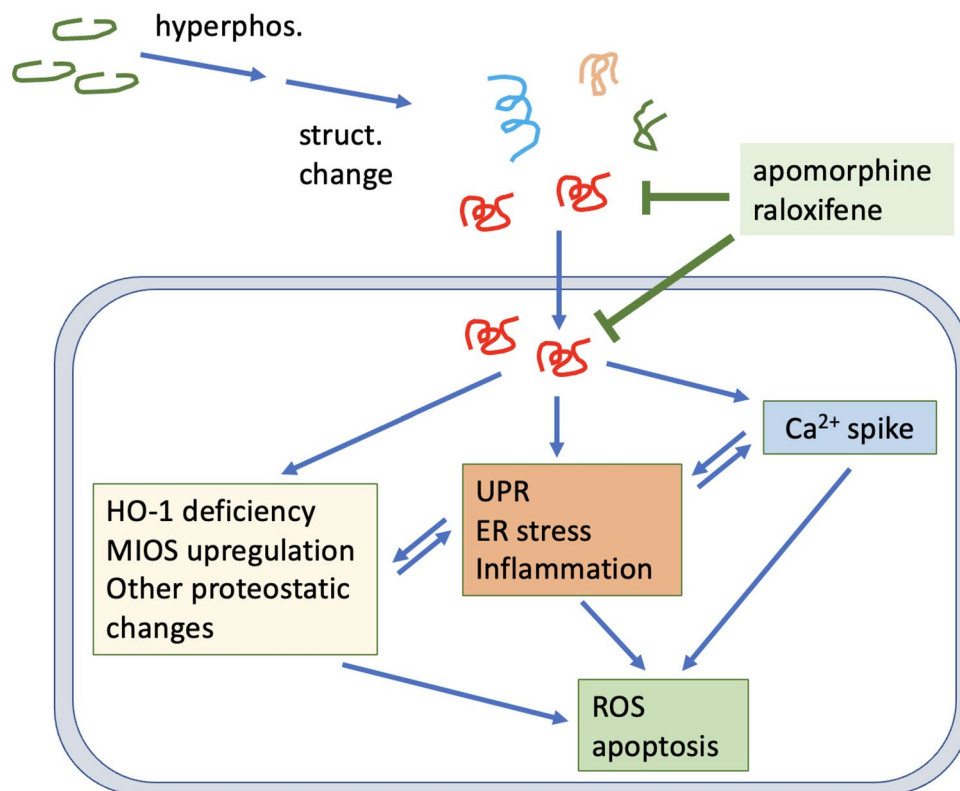 hyperphos.
struct.
change
apomorphine
raloxifene
Ca²⁺ spike
HO-1 deficiency
MIOS upregulation
Other proteostatic
changes
UPR
ER stress
Inflammation
ROS
apoptosis